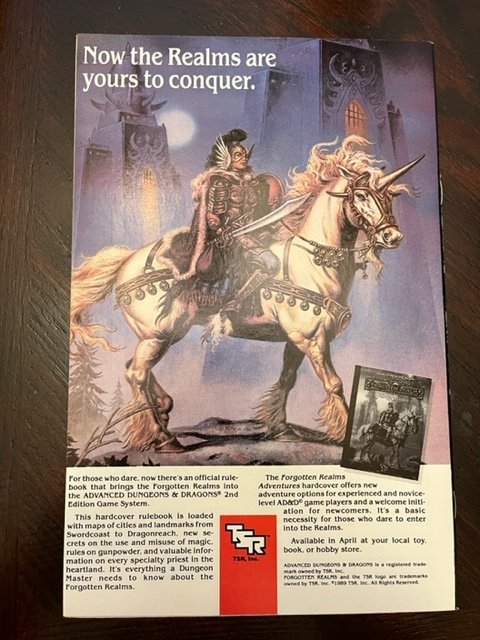 Now the Realms are
yours to conquer.
For those who dare, now there's an official rule-
book that brings the Forgotten Realms into
the ADVANCED DUNGEONS & DRAGONS® 2nd
Edition Game System.
This hardcover rulebook is loaded
with maps of cities and landmarks from
Swordcoast to Dragonreach, new se-
crets on the use and misuse of magic,
rules on gunpowder, and valuable infor-
mation on every specialty priest in the
heartland. It's everything a Dungeon
Master needs to know about the
Forgotten Realms.
TSR
TSR, Inc.
The Forgotten Realms
Adventures hardcover offers new
adventure options for experienced and novice-
level AD&D® game players and a welcome initi-
ation for newcomers. It's a basic
necessity for those who dare to enter
into the Realms.
Available in April at your local toy,
book, or hobby store.
ADVANCED DUNGEONS & DRAGONS is a registered trade-
mark owned by TSR, Inc.
FORGOTTEN REALMS and the TSR logo are trademarks
owned by TSR, Inc. ©1989 TSR, Inc. All Rights Reserved.